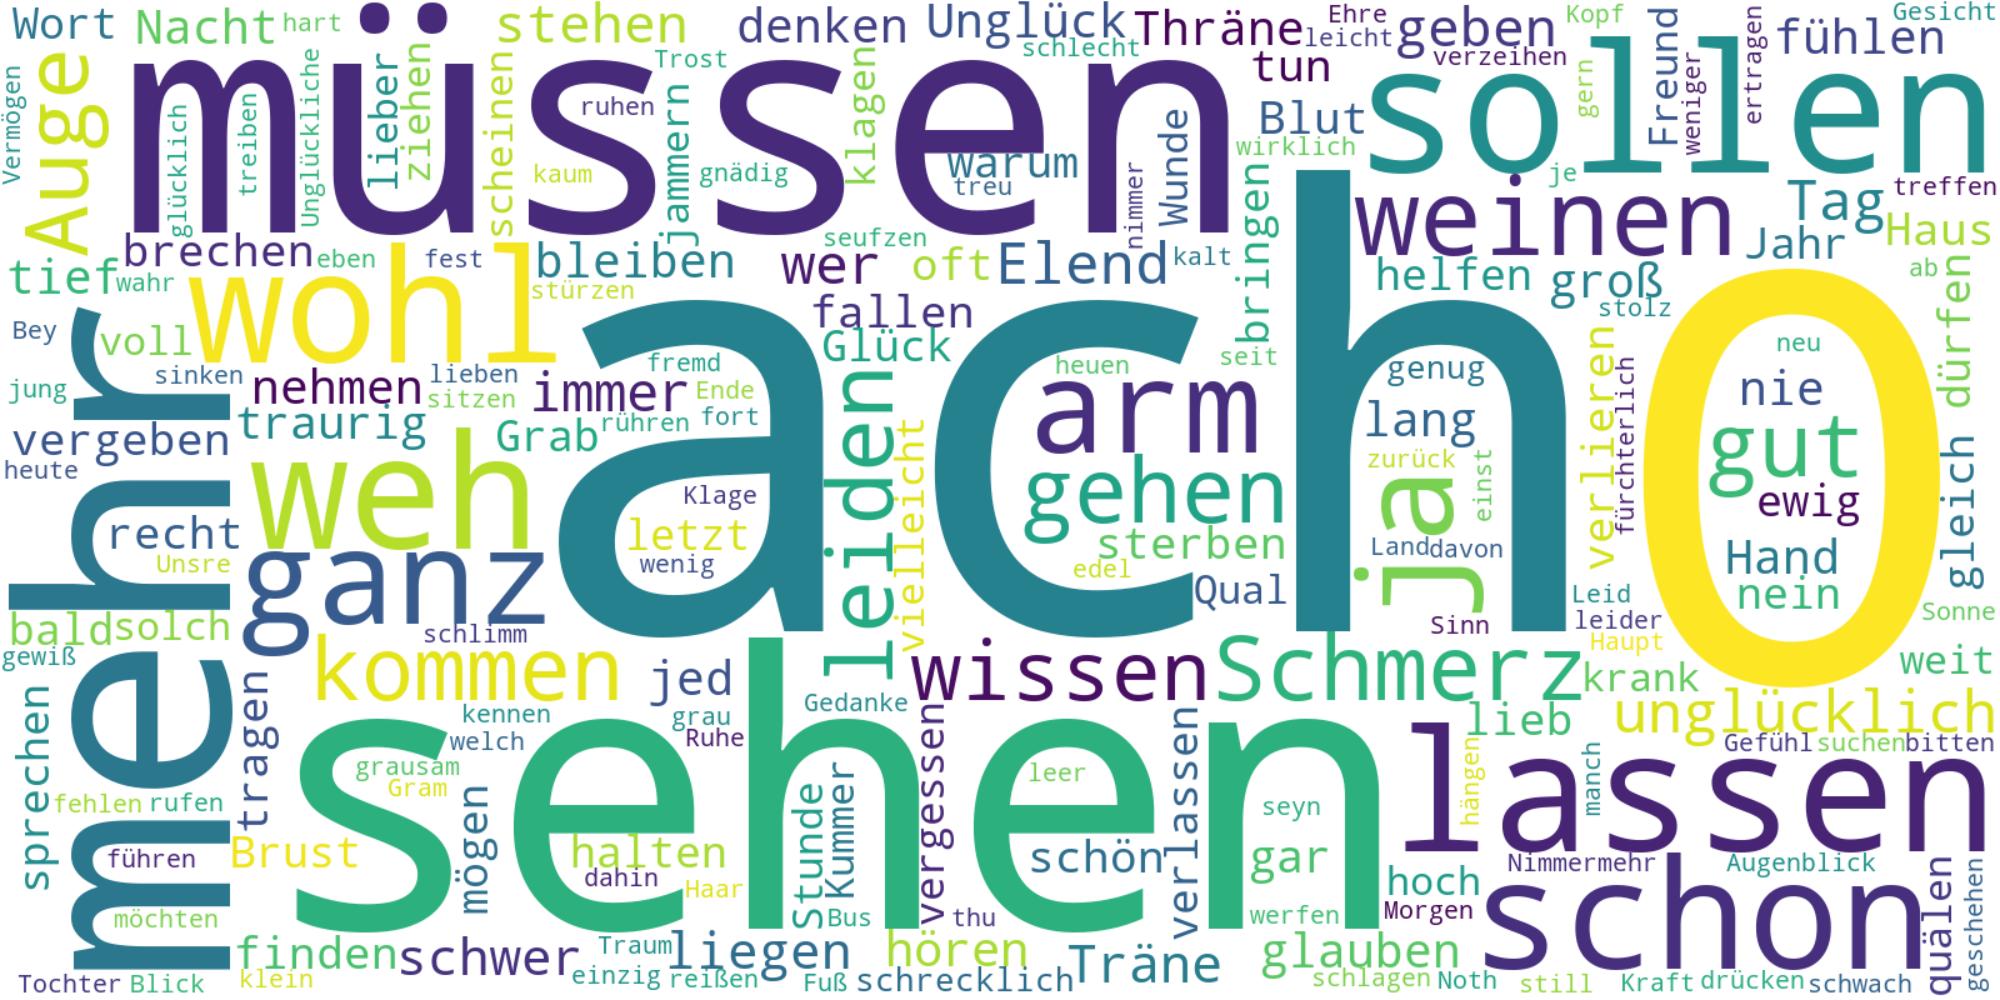 Wort Nacht hart müssen stehen denken Unglück Thräne Ehre geben Kopf Freund Gesicht
schlecht leicht verzeihen fühlen
Auge Trost tun sollen
Vermögen glücklich treiben Unglückliche lieber ziehen scheinen ruhen jammern klagen warum Wunde Blut gern weniger ertragen
kaum gnädig treu nimmer wirklich je treffen
weinen Tag
brechen eben fest seufzen bringen Jahr Haus
tief wahr wohl bleiben wer oft Elend kalt helfen groß ab
stürzen fallen stolz
Bey voll Glück dürfen
mehr sinken lieben fremd ach heuen seit genug verlieren o neu
jung nehmen sitzen immer Ende leiden arm fürchterlich nie
traurig Grab rühren fort lang gut
vergeben weh vielleicht gehen zurück
heute Klage ja einst ewig gleich
recht letzt sterben Land davon Hand
Unsre ganz wenig edel Qual Leid nein
bald solch schlimm Sinn leider Sonne
gewiß Haupt
kommen jed wissen Schmerz krank weit
sprechen tragen kennen grau Gedanke lieb unglücklich
welch Ruhe Gefühl suchen bitten
grausam sehen vergessen leer verlassen hängen lassen manch
fehlen rufen Gram mögen Stunde Kummer seyn
führen Brust halten schön gar Nimmermehr Augenblick
dahin Haar hoch quälen geschehen
möchten Bus thu werfen Morgen schon
finden schwer Traum liegen hören Träne glauben
Tochter Blick klein einzig reißen Fuß schrecklich schlagen Noth still Kraft drücken schwach